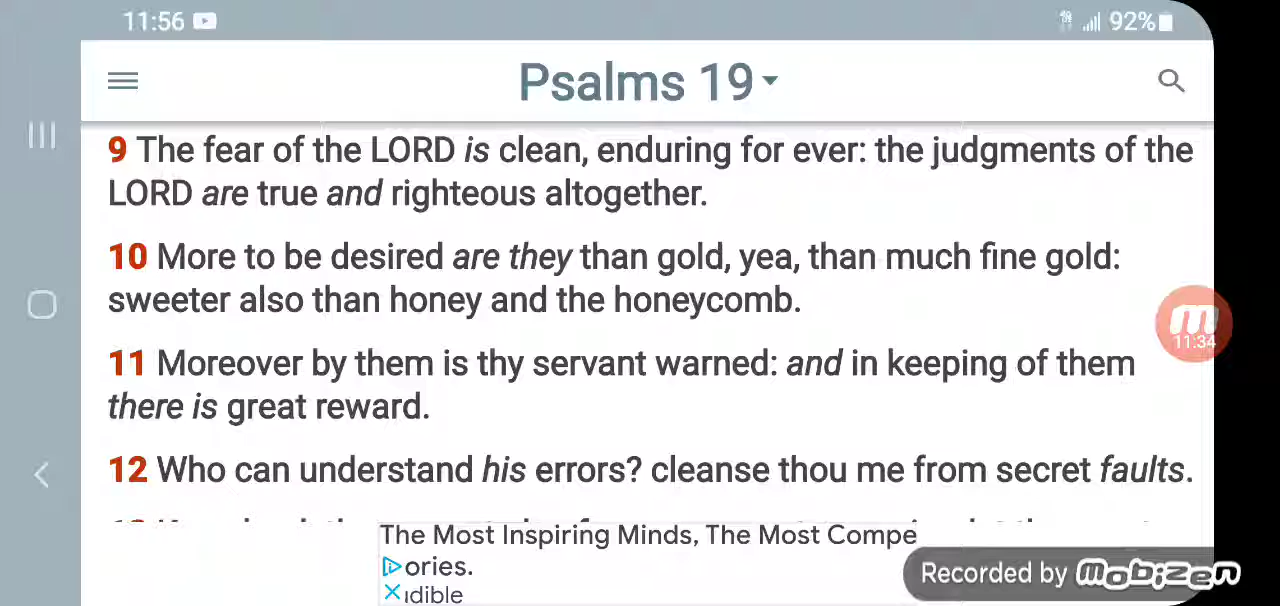 11:56
92%
Psalms 19
9 The fear of the LORD is clean, enduring for ever: the judgments of the
LORD are true and righteous altogether.
10 More to be desired are they than gold, yea, than much fine gold:
sweeter also than honey and the honeycomb.
11 Moreover by them is thy servant warned: and in keeping of them
there is great reward.
12 Who can understand his errors? cleanse thou me from secret faults.
The Most Inspiring Minds, The Most Compe
ories.
ıdible
11:34
Recorded by mobizen